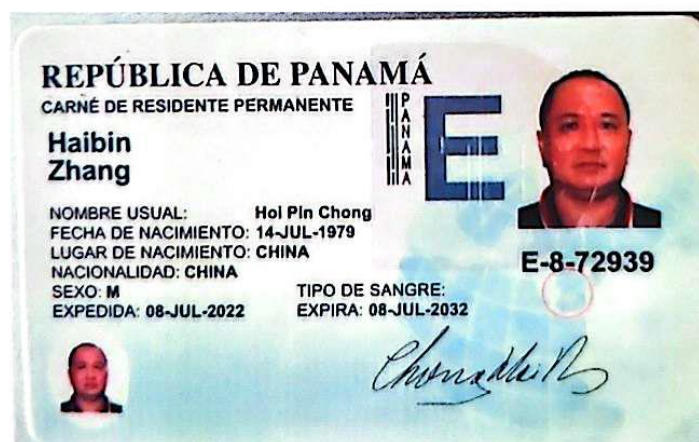 REPÚBLICA DE PANAMÁ
CARNÉ DE RESIDENTE PERMANENTE
PANAMA
E
Haibin
Zhang
NOMBRE USUAL: Hoi Pin Chong
FECHA DE NACIMIENTO: 14-JUL-1979
LUGAR DE NACIMIENTO: CHINA
NACIONALIDAD: CHINA
SEXO: M TIPO DE SANGRE:
EXPEDIDA: 08-JUL-2022 EXPIRA: 08-JUL-2032
E-8-72939